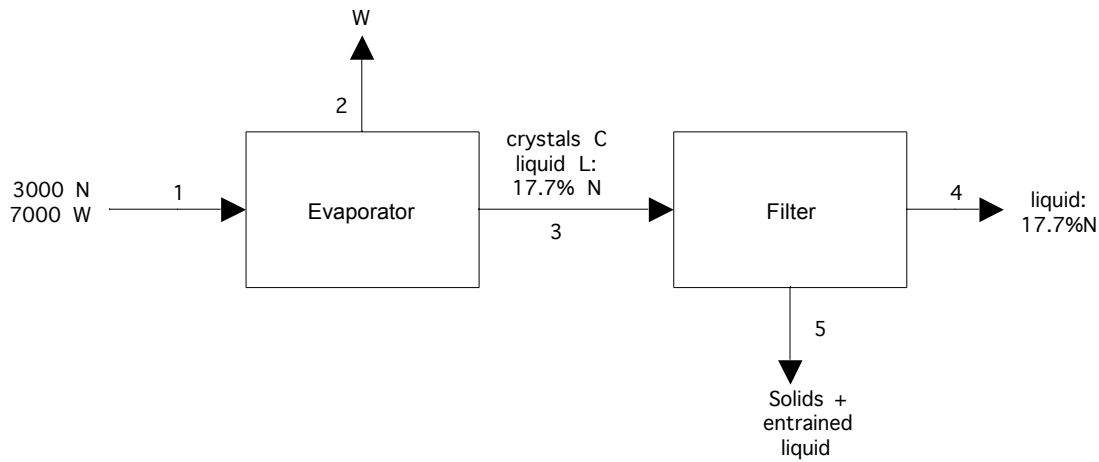 W
2
crystals C
liquid L:
17.7% N
3000 N
7000 W
1
Evaporator
3
Filter
4
liquid:
17.7%N
5
Solids +
entrained
liquid